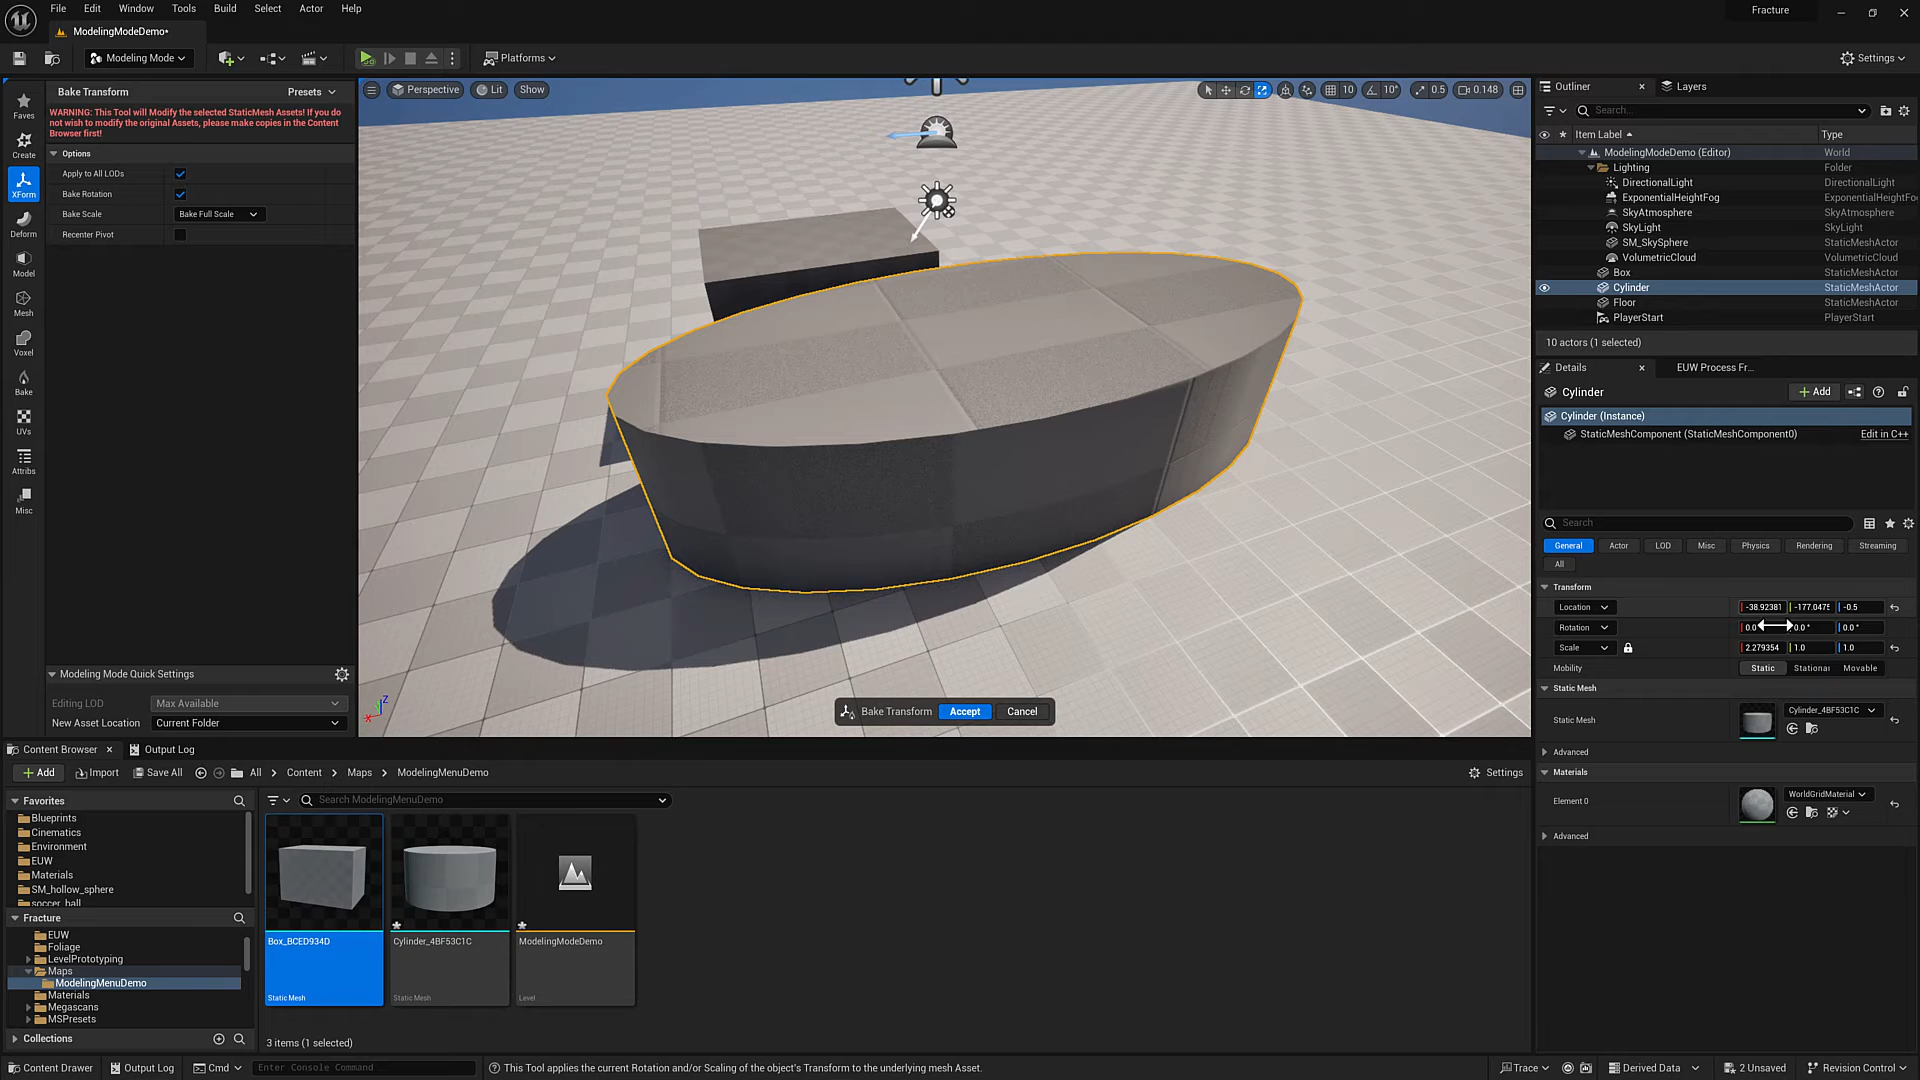 File Edit Window Tools Build Select Actor Help
Fracture
ModelingModeDemo*
Modeling Mode
Platforms
Settings
Bake Transform
Presets
WARNING: This Tool will Modify the selected StaticMesh Assets! If you
do not wish to modify the original Assets, please make copies in the Content
Browser first!
Options
Apply to All LODs
Bake Rotation
Bake Scale
Bake Full Scale
Recenter Pivot
Faves
Create
XForm
Deform
Model
Mesh
Voxel
Bake
UVs
Attribs
Misc
Modeling Mode Quick Settings
Editing LOD
Max Available
New Asset Location
Current Folder
Perspective
Lit
Show
10
10°
0.5
0.148
Z
X
Bake Transform
Accept
Cancel
Outliner
Layers
Search...
Item Label
Type
ModelingModeDemo (Editor) World
Lighting Folder
DirectionalLight DirectionalLight
ExponentialHeightFog ExponentialHeightFo
SkyAtmosphere SkyAtmosphere
SkyLight SkyLight
SM_SkySphere StaticMeshActor
VolumetricCloud VolumetricCloud
Box StaticMeshActor
Cylinder StaticMeshActor
Floor StaticMeshActor
PlayerStart PlayerStart
10 actors (1 selected)
Details
EUW Process Fr...
Cylinder
Add
Cylinder (Instance)
StaticMeshComponent (StaticMeshComponent0)
Edit in C++
Search
General Actor LOD Misc Physics Rendering Streaming
All
Transform
Location -38.92381 -177.0475 -0.5
Rotation 0.0 0.0° 0.0°
Scale 2.279354 1.0 1.0
Mobility Static Stationar Movable
Static Mesh
Static Mesh
Cylinder_4BF53C1C
Advanced
Materials
Element 0
WorldGridMaterial
Advanced
Content Browser
Output Log
Add
Import
Save All
All > Content > Maps > ModelingMenuDemo
Settings
Favorites
Blueprints
Cinematics
Environment
EUW
Materials
SM_hollow_sphere
soccer_ball
Fracture
EUW
Foliage
LevelPrototyping
Maps
ModelingMenuDemo
Materials
Megascans
MSPresets
Collections
Search ModelingMenuDemo
Box_BCED934D
Static Mesh
Cylinder_4BF53C1C
Static Mesh
ModelingModeDemo
Level
3 items (1 selected)
Content Drawer
Output Log
Cmd
Enter Console Command
This Tool applies the current Rotation and/or Scaling of the object's Transform to the underlying mesh Asset.
Trace
Derived Data
2 Unsaved
Revision Control